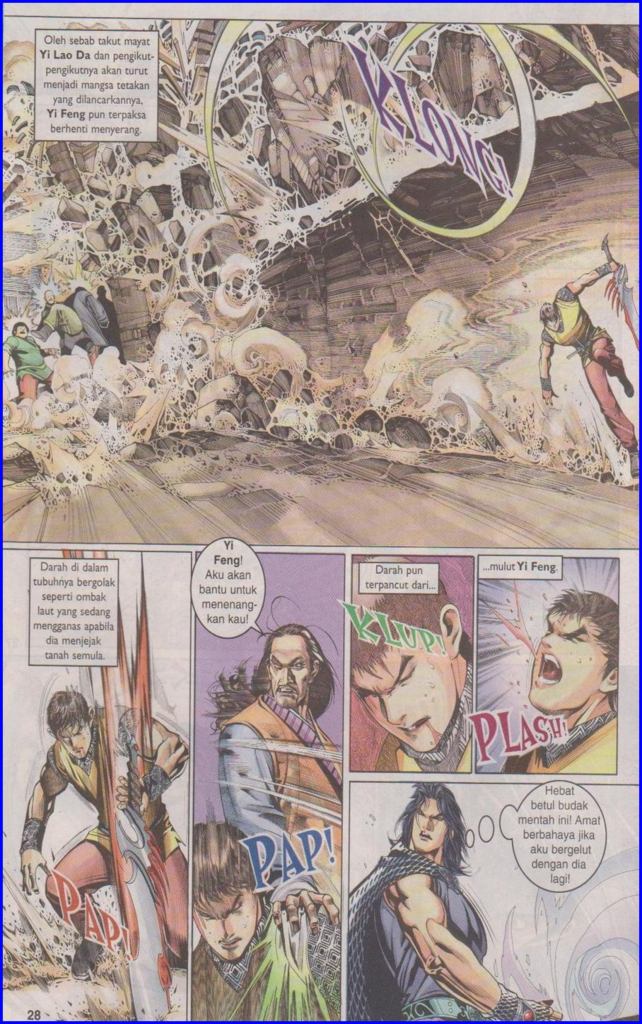 Oleh sebab takut mayat
Yi Lao Da dan pengikut-
pengikutnya akan turut
menjadi mangsa tetakan
yang dilancarkannya,
Yi Feng pun terpaksa
berhenti menyerang.
KLONG!
Darah di dalam
tubuhnya bergolak
seperti ombak
laut yang sedang
mengganas apabila
dia menjejak
tanah semula.
PAP!
Yi
Feng!
Aku akan
bantu untuk
menenang-
kan kau!
PAP!
Darah pun
terpancut dari...
KLUP!
...mulut Yi Feng.
PLASH!
Hebat
betul budak
mentah ini! Amat
berbahaya jika
aku bergelut
dengan dia
lagi!
28